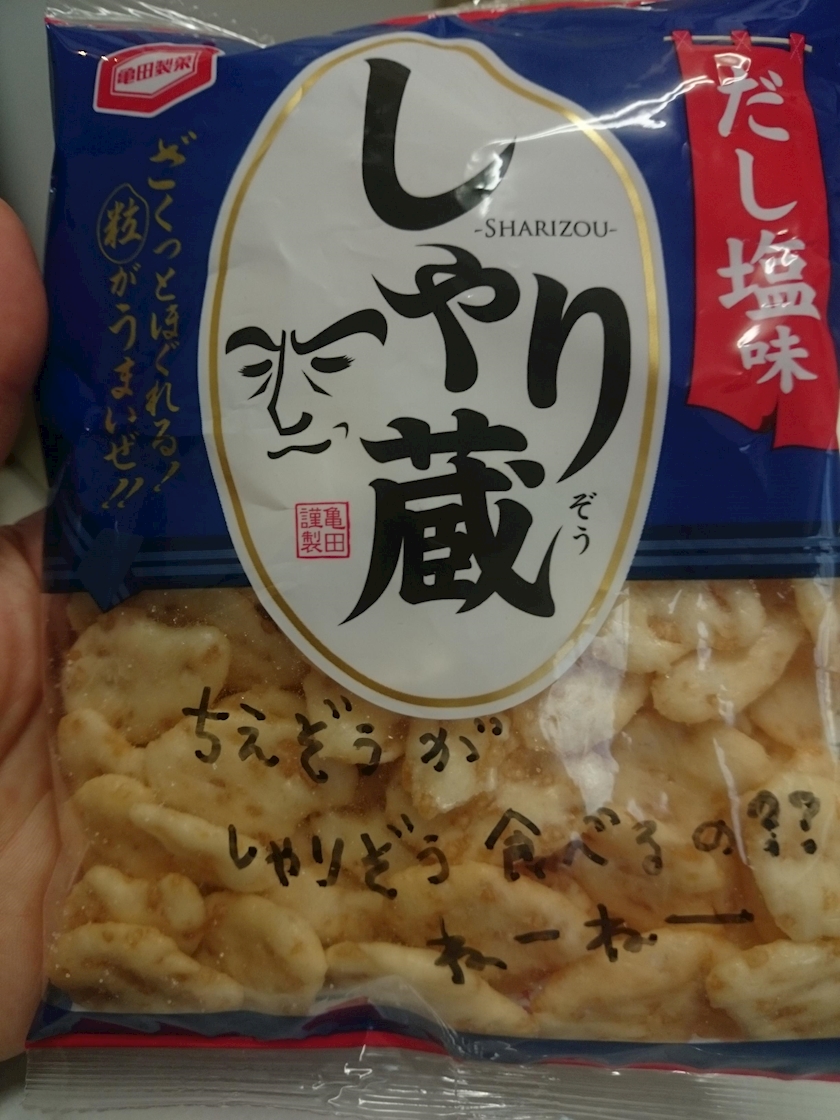 亀田製菓
だし塩味
しゃり蔵
ぞう
-SHARIZOU-
ざくっとほぐれる!
粒がうまいぜ!!
亀田
謹製
ちえぞうが
しゃりぞう食べるの??
ねーねー